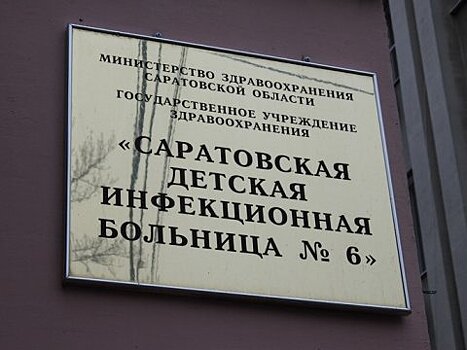 МИНИСТЕРСТВО ЗДРАВООХРАНЕНИЯ
САРАТОВСКОЙ ОБЛАСТИ
ГОСУДАРСТВЕННОЕ УЧРЕЖДЕНИЕ
ЗДРАВООХРАНЕНИЯ
«САРАТОВСКАЯ
ДЕТСКАЯ
ИНФЕКЦИОННАЯ
БОЛЬНИЦА № 6»